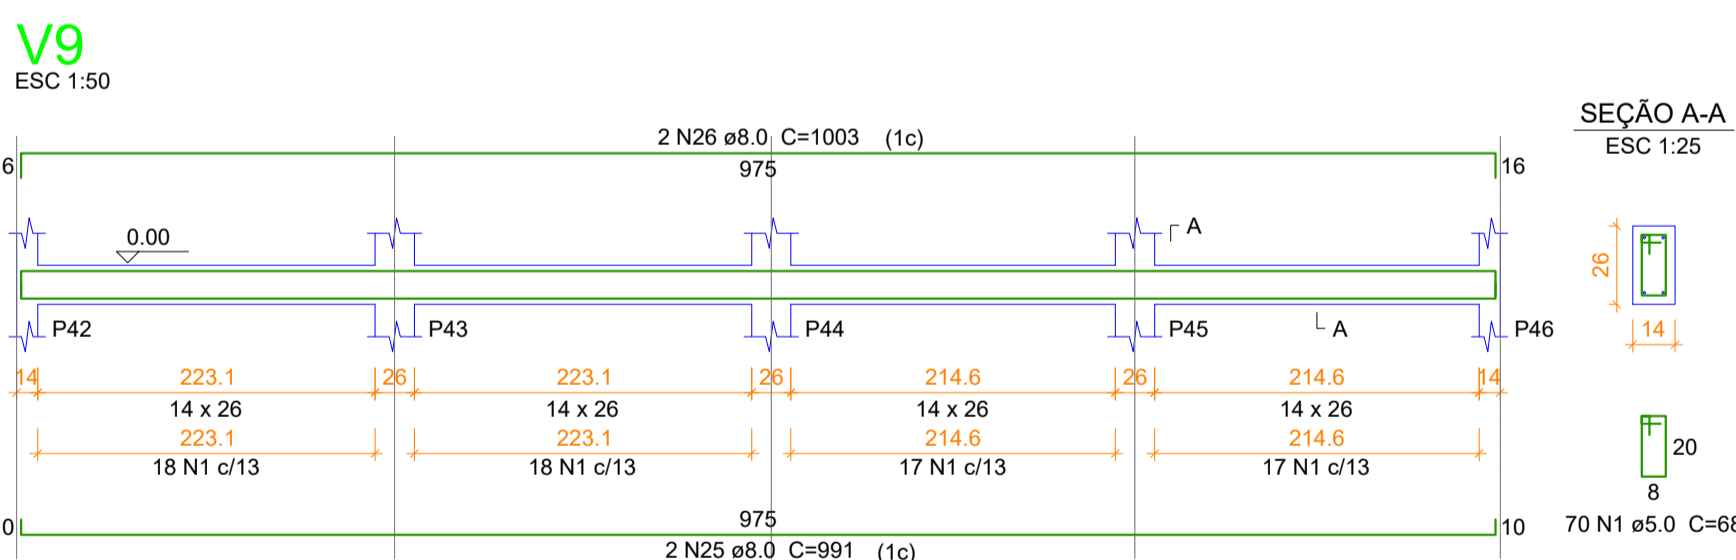 V9
ESC 1:50
2 N26 ø8.0 C=1003 (1c)
6 975 16
SEÇÃO A-A
ESC 1:25
0.00
A
26
14
P42 P43 P44 P45 A P46
14 223.1 26 223.1 26 214.6 26 214.6 14
14 x 26 14 x 26 14 x 26 14 x 26
223.1 223.1 214.6 214.6
18 N1 c/13 18 N1 c/13 17 N1 c/13 17 N1 c/13
20
8
70 N1 ø5.0 C=68
0 975 10
2 N25 ø8.0 C=991 (1c)